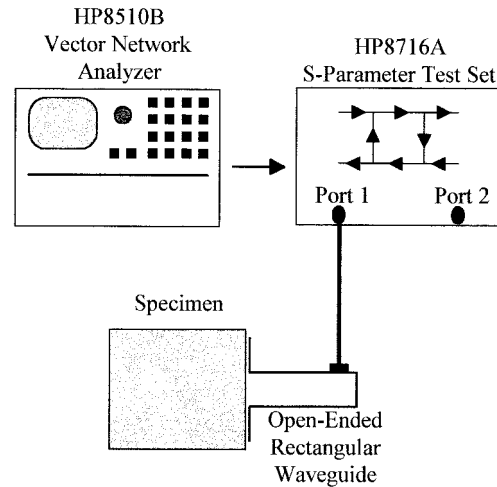 HP8510B
Vector Network
Analyzer
HP8716A
S-Parameter Test Set
Port 1
Port 2
Specimen
Open-Ended
Rectangular
Waveguide